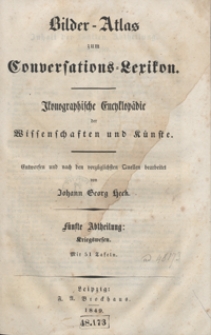 Bilder-Atlas
zum
Conversations-Lexikon.
Ikonographische Encyklopädie
der
Wissenschaften und Künste.
Entworfen und nach den vorzüglichsten Quellen bearbeitet
von
Johann Georg Heck.
Fünfte Abtheilung:
Kriegswesen.
Mit 51 Tafeln.
Leipzig:
F. A. Brockhaus.
1849.
48.173